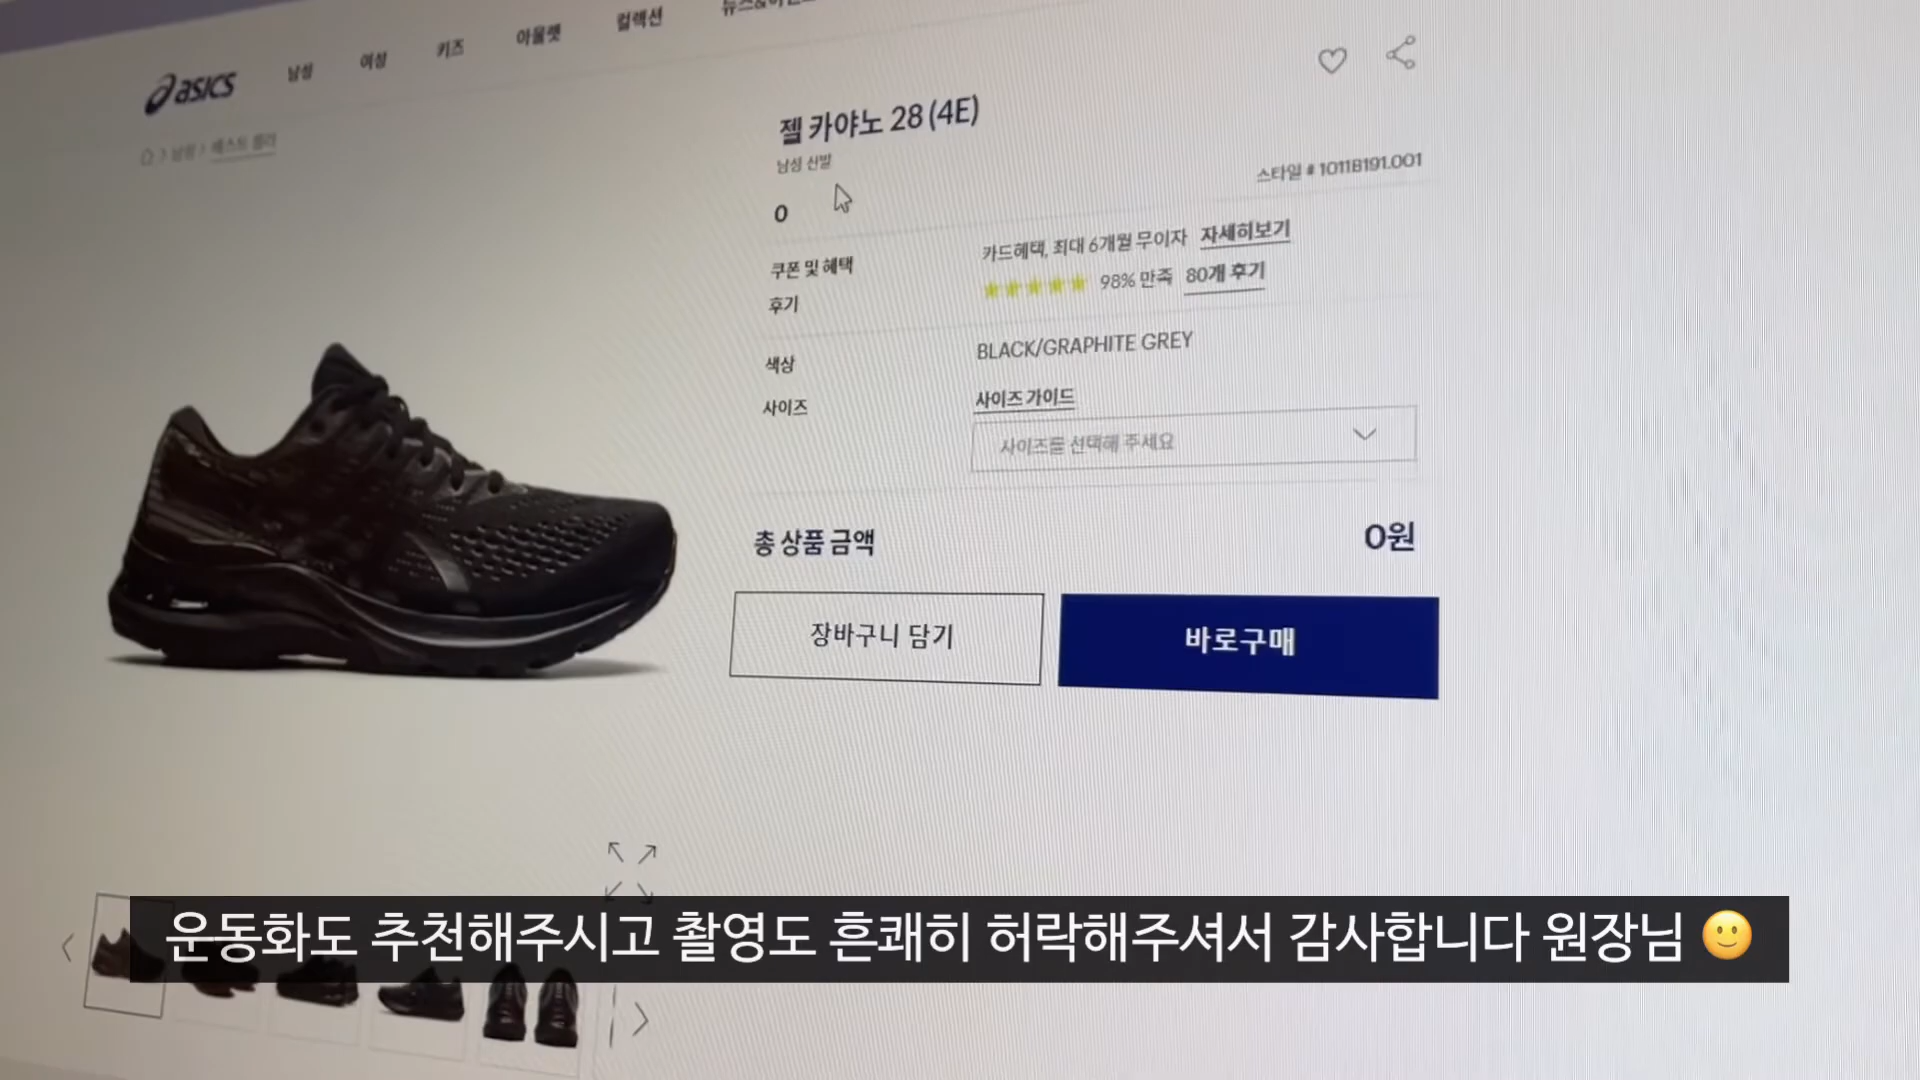 asics
남성
여성
키즈
아울렛
컬렉션
젤 카야노 28 (4E)
남성 신발
스타일 # 1011B191.001
0
쿠폰 및 혜택
카드혜택, 최대 6개월 무이자 자세히보기
후기
98% 만족 80개 후기
색상
BLACK/GRAPHITE GREY
사이즈
사이즈 가이드
사이즈를 선택해 주세요
총 상품 금액
0원
장바구니 담기
바로구매
운동화도 추천해주시고 촬영도 흔쾌히 허락해주셔서 감사합니다 원장님 🙂